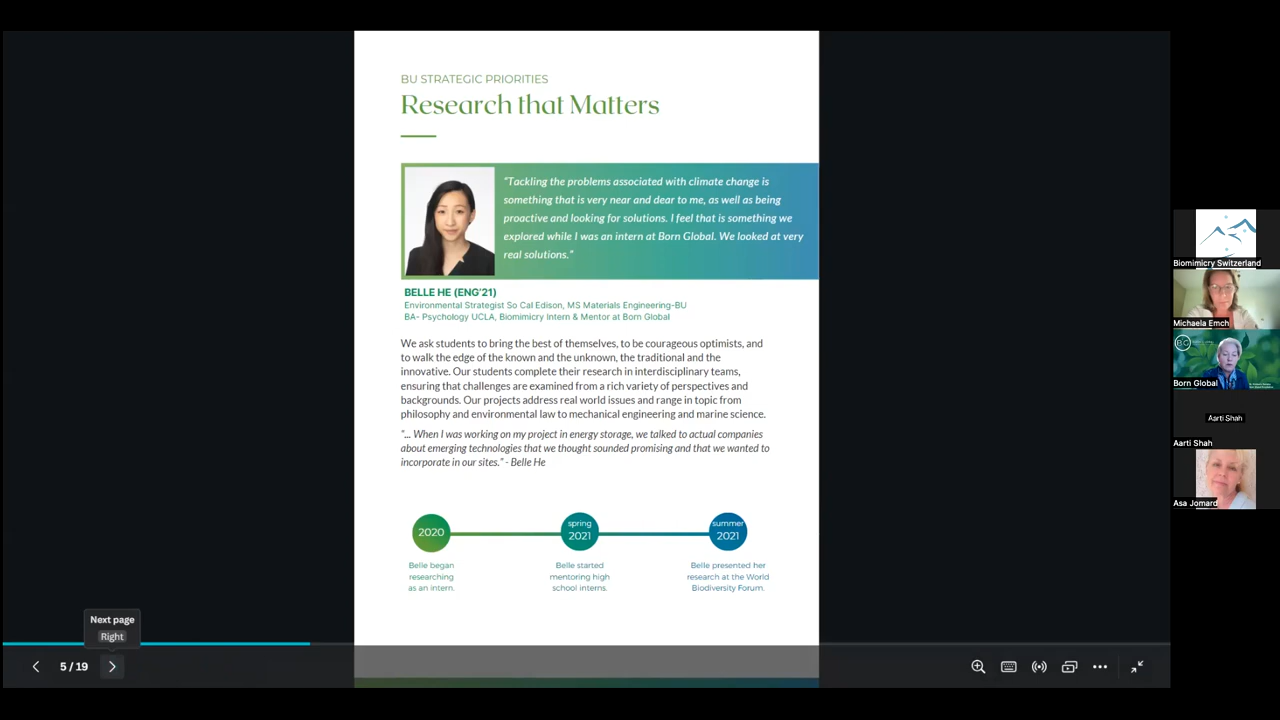 BU STRATEGIC PRIORITIES
Research that Matters
"Tackling the problems associated with climate change is
something that is very near and dear to me, as well as being
proactive and looking for solutions. I feel that is something we
explored while I was an intern at Born Global. We looked at very
real solutions."
BELLE HE (ENG'21)
Environmental Strategist So Cal Edison, MS Materials Engineering-BU
BA- Psychology UCLA, Biomimicry Intern & Mentor at Born Global
We ask students to bring the best of themselves, to be courageous optimists, and
to walk the edge of the known and the unknown, the traditional and the
innovative. Our students complete their research in interdisciplinary teams,
ensuring that challenges are examined from a rich variety of perspectives and
backgrounds. Our projects address real world issues and range in topic from
philosophy and environmental law to mechanical engineering and marine science.
"... When I was working on my project in energy storage, we talked to actual companies
about emerging technologies that we thought sounded promising and that we wanted to
incorporate in our sites." - Belle He
2020
Belle began
researching
as an intern.
spring
2021
Belle started
mentoring high
school interns.
summer
2021
Belle presented her
research at the World
Biodiversity Forum.
Next page
Right
5 / 19
Biomimicry Switzerland
Michaela Emch
BC
Born Global
Aarti Shah
Aarti Shah
Asa Jomard